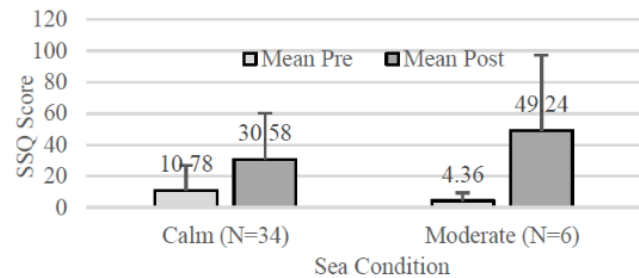 120
100
80
60
40
20
0
SSQ Score
Mean Pre
Mean Post
10.78
30.58
4.36
49.24
Calm (N=34)
Moderate (N=6)
Sea Condition